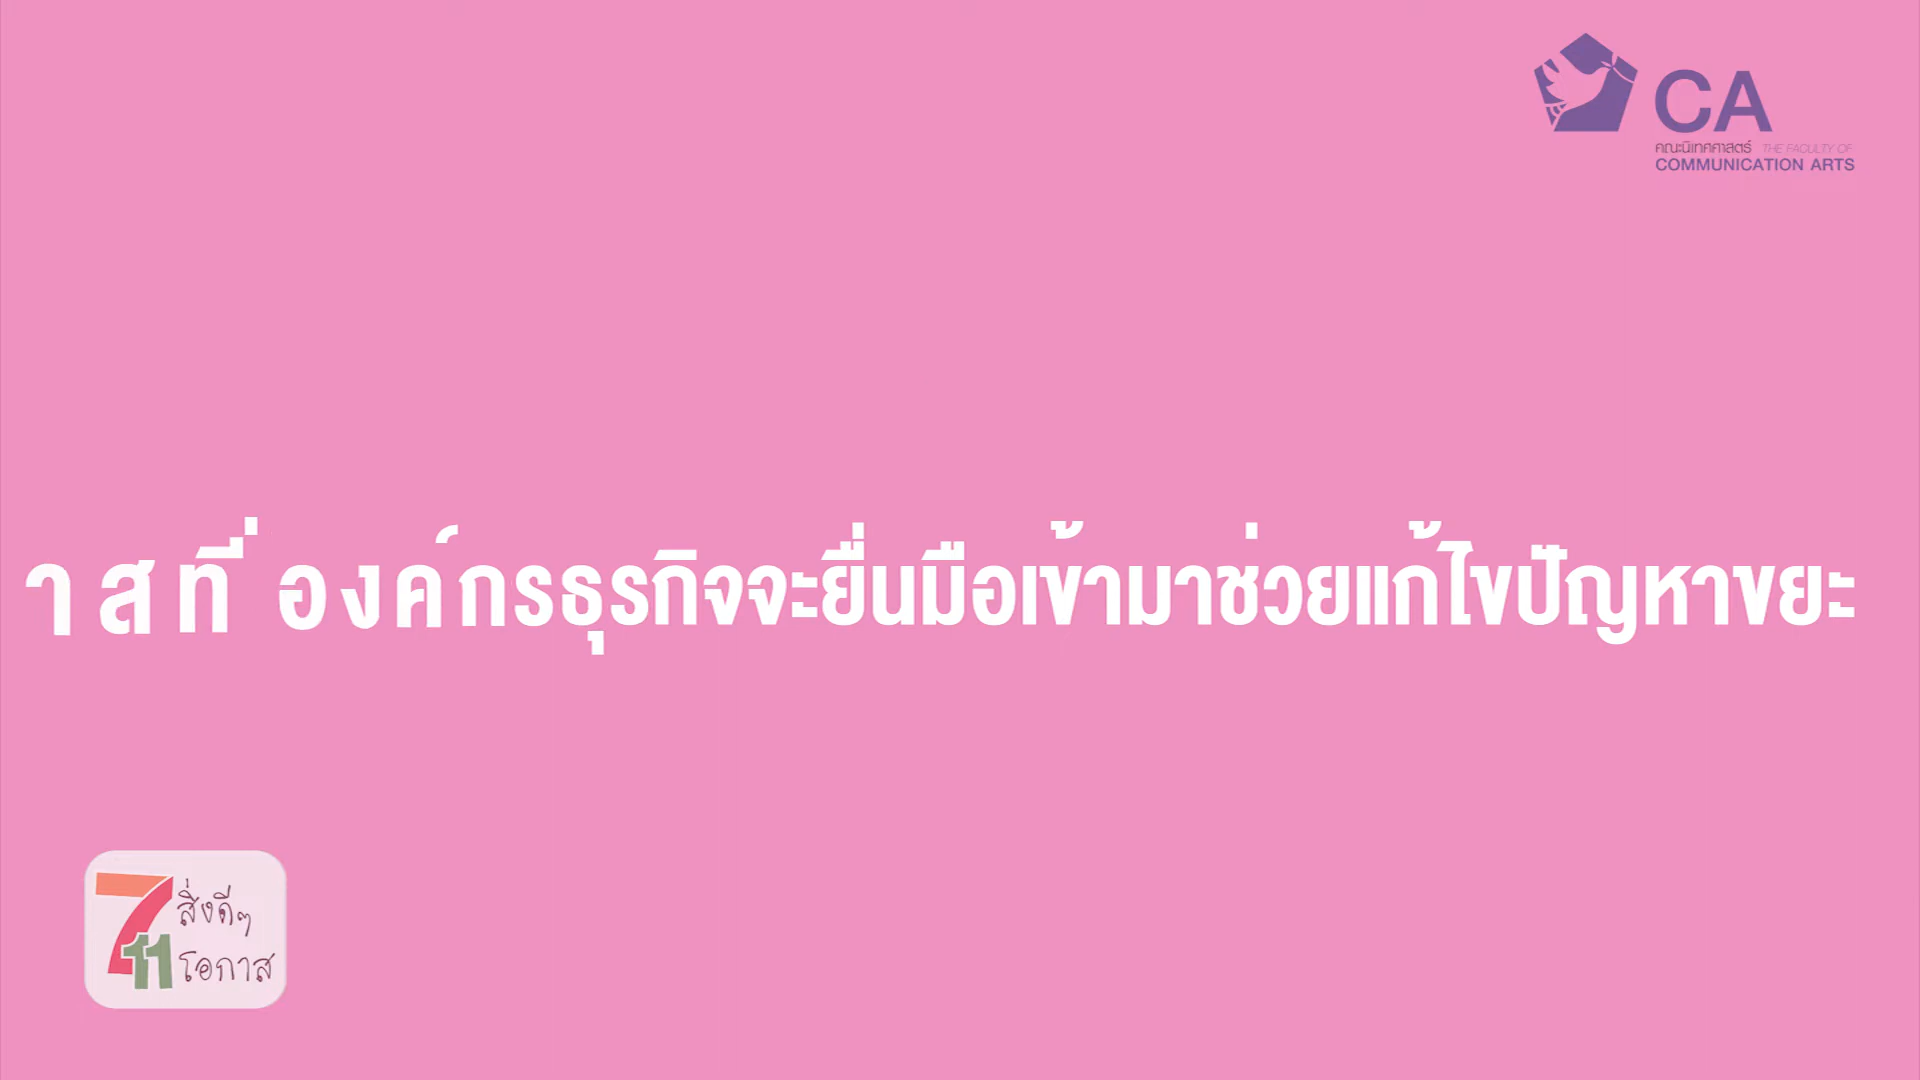 CA
คณะนิเทศศาสตร์ THE FACULTY OF
COMMUNICATION ARTS
าสที่องค์กรธุรกิจจะยื่นมือเข้ามาช่วยแก้ไขปัญหาขยะ
7 สิ่งดีๆ
11 โอกาส